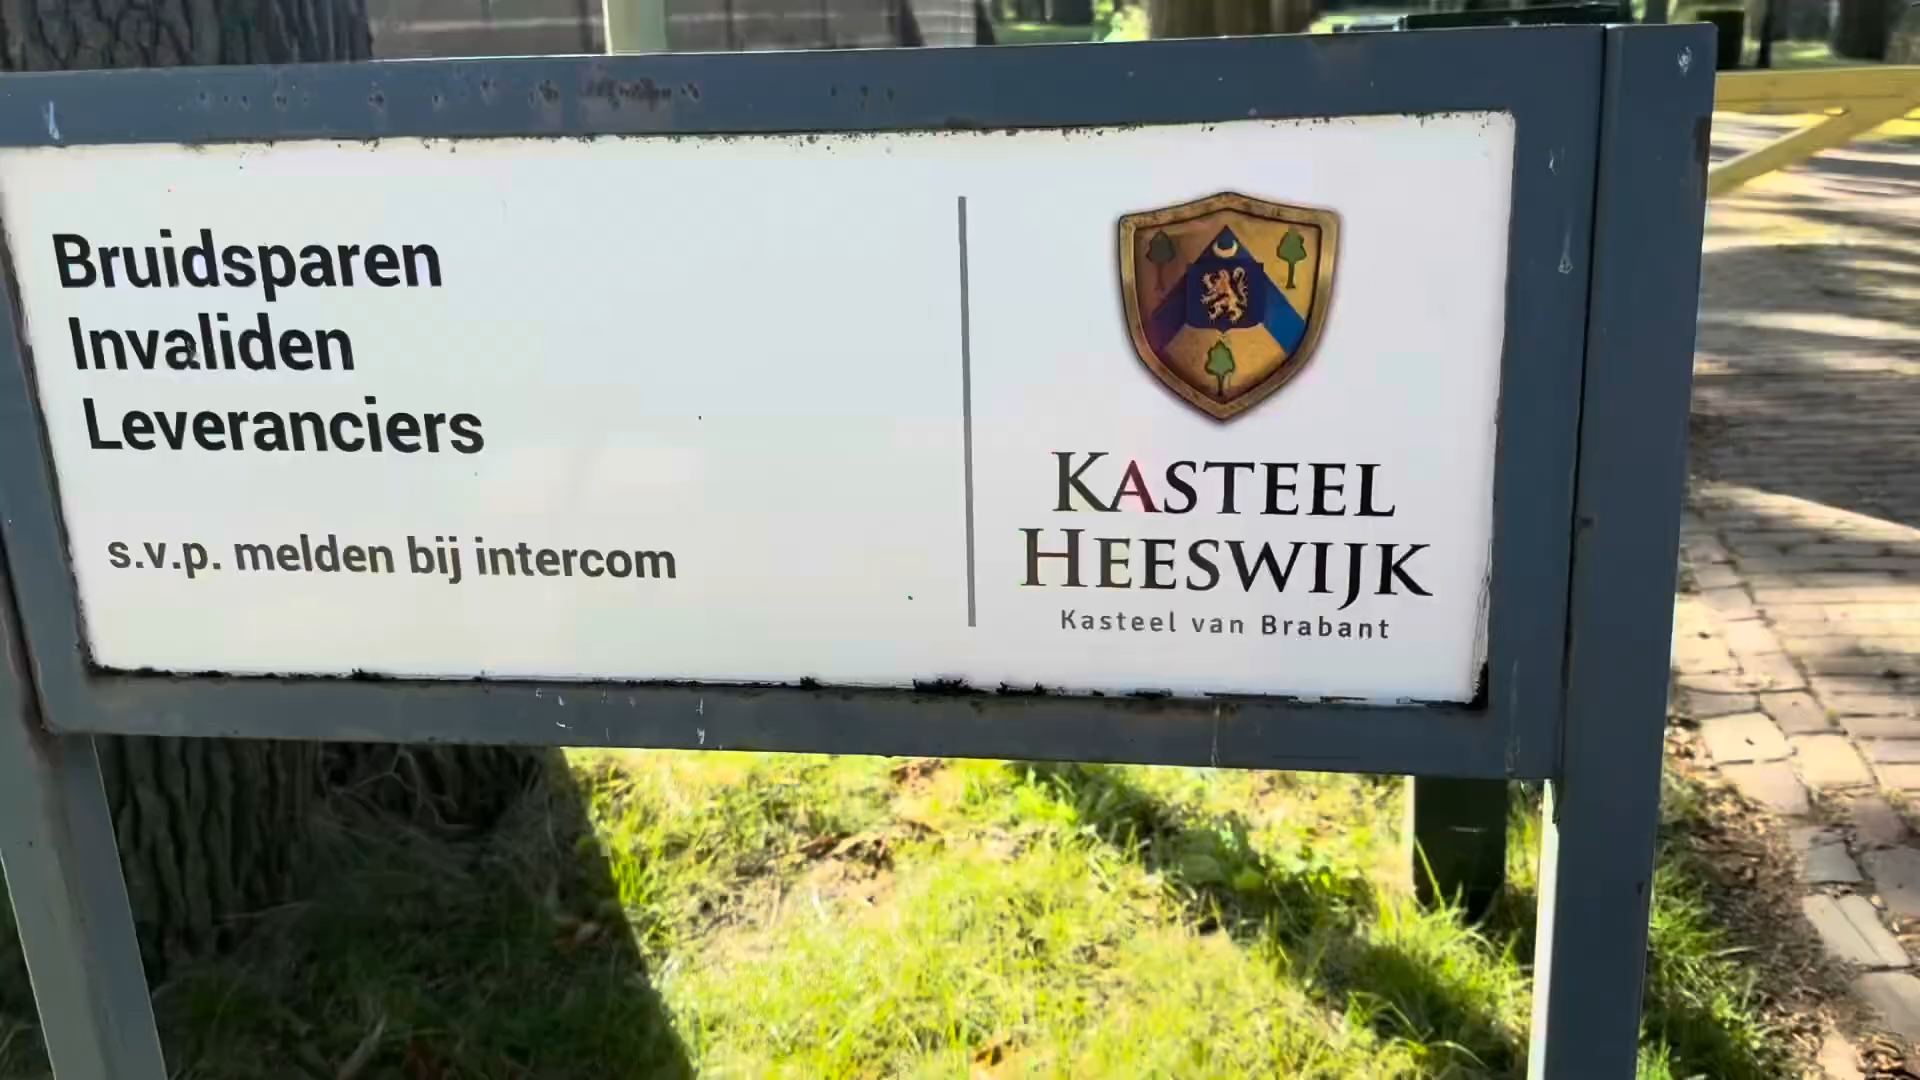 Bruidsparen
Invaliden
Leveranciers
s.v.p. melden bij intercom
KASTEEL
HEESWIJK
Kasteel van Brabant